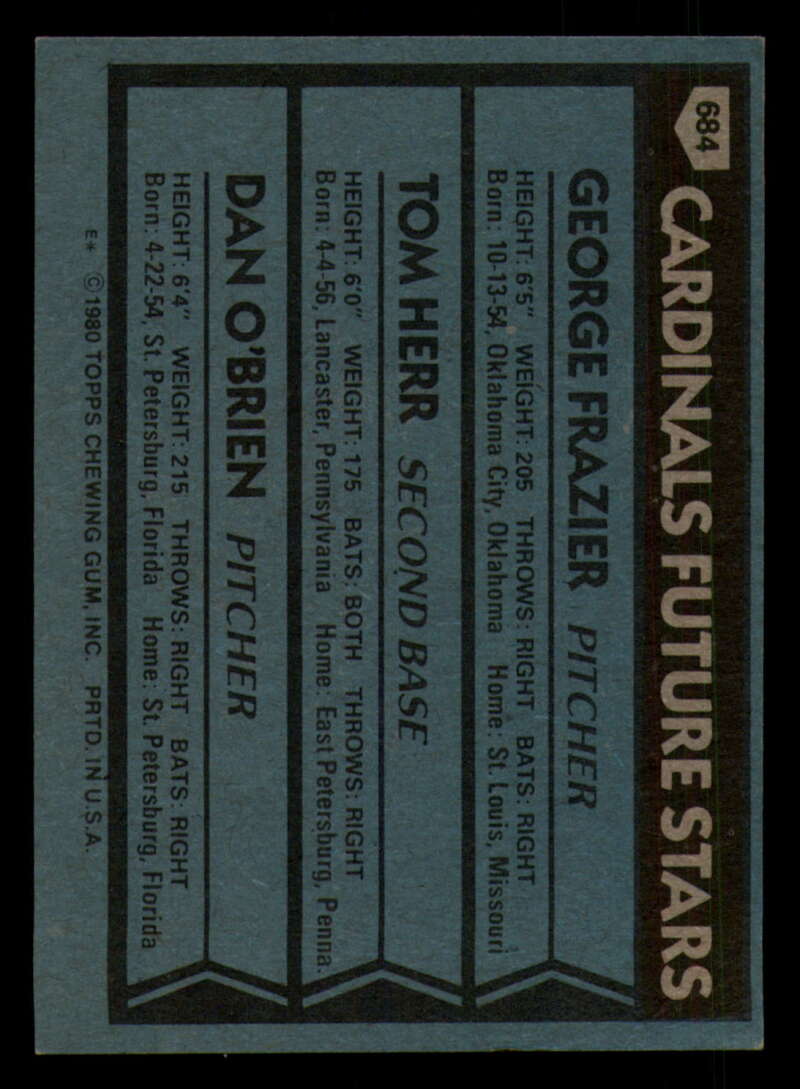 684 CARDINALS FUTURE STARS
GEORGE FRAZIER PITCHER
HEIGHT: 6'5" WEIGHT: 205 THROWS: RIGHT BATS: RIGHT
Born: 10-13-54, Oklahoma City, Oklahoma Home: St. Louis, Missouri
TOM HERR SECOND BASE
HEIGHT: 6'0" WEIGHT: 175 BATS: BOTH THROWS: RIGHT
Born: 4-4-56, Lancaster, Pennsylvania Home: East Petersburg, Penna.
DAN O'BRIEN PITCHER
HEIGHT: 6'4" WEIGHT: 215 THROWS: RIGHT BATS: RIGHT
Born: 4-22-54, St. Petersburg, Florida Home: St. Petersburg, Florida
E* ©1980 TOPPS CHEWING GUM, INC. PRTD. IN U.S.A.